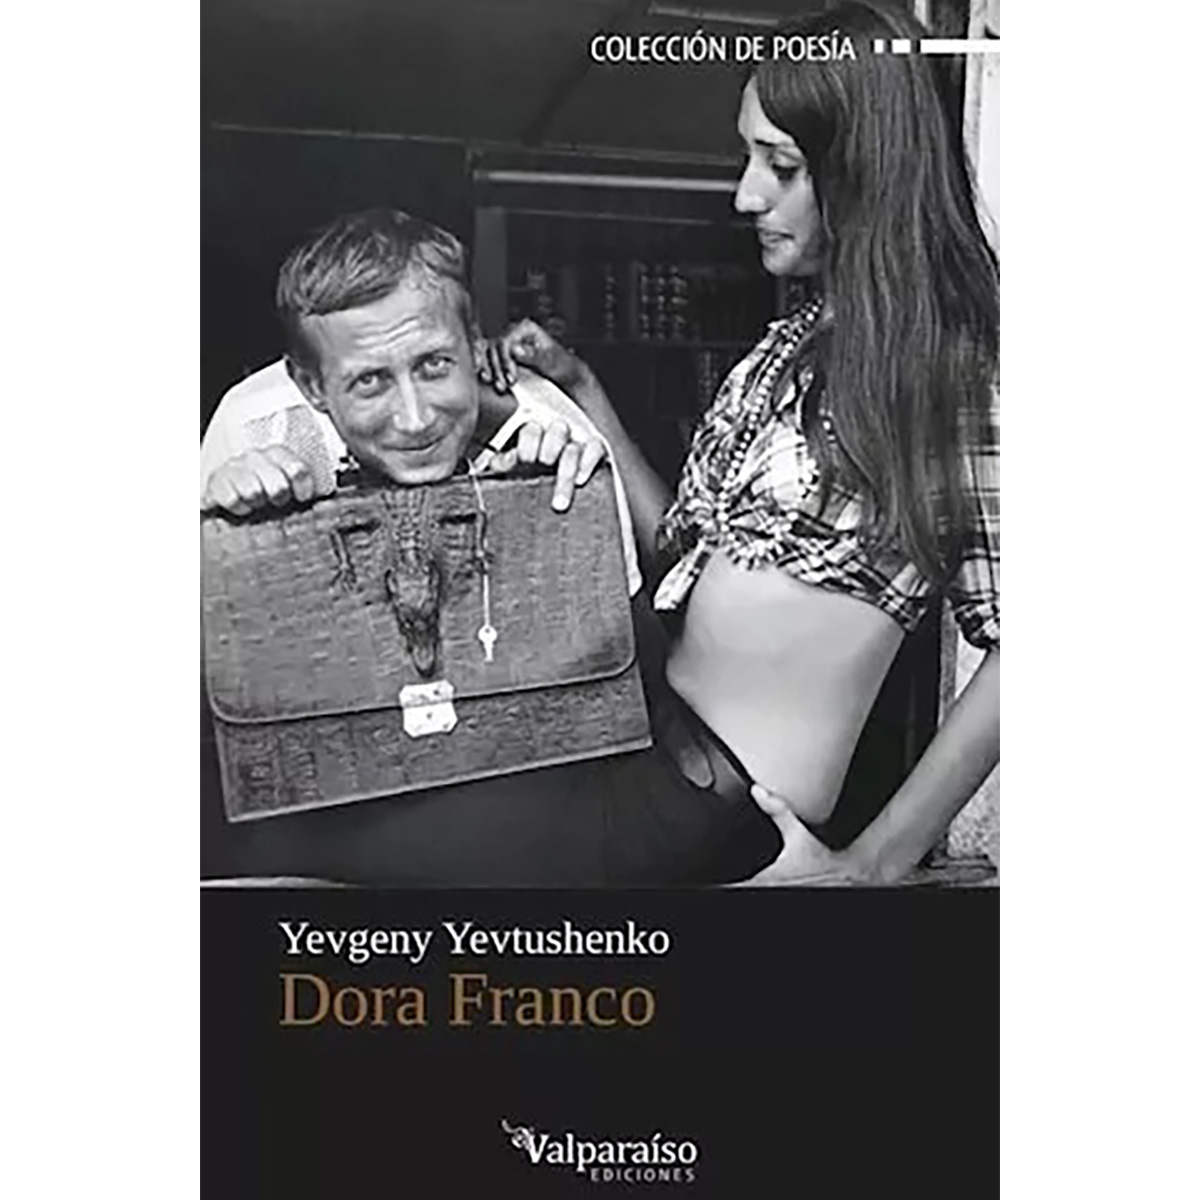 COLECCIÓN DE POESÍA
Yevgeny Yevtushenko
Dora Franco
Valparaíso
EDICIONES